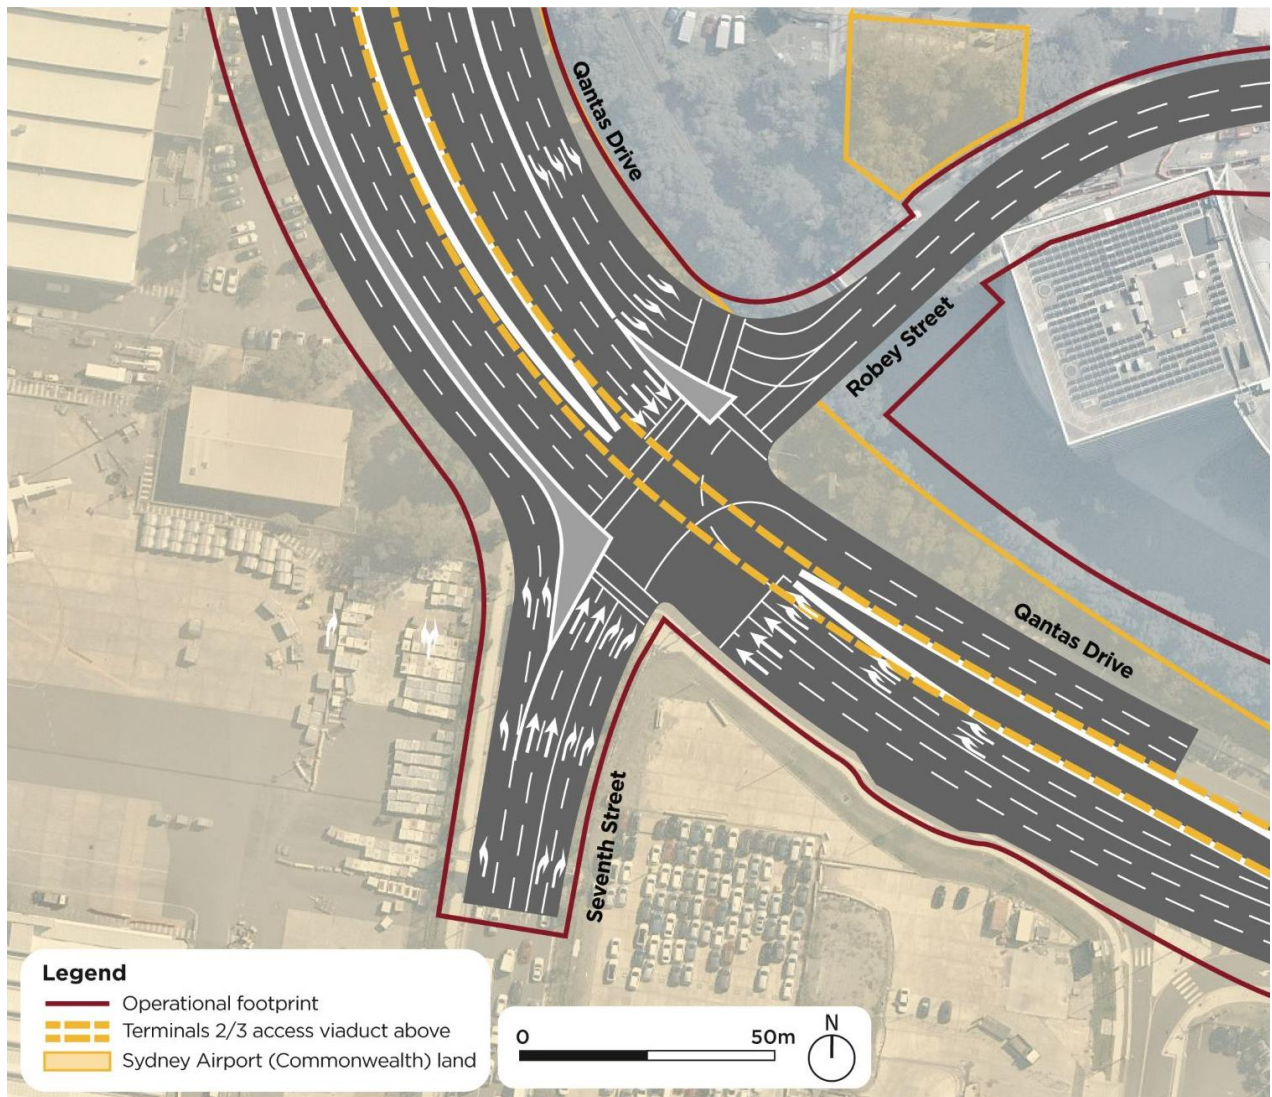 Qantas Drive
Robey Street
Qantas Drive
Seventh Street
Legend
Operational footprint
Terminals 2/3 access viaduct above
Sydney Airport (Commonwealth) land
0
50m
N